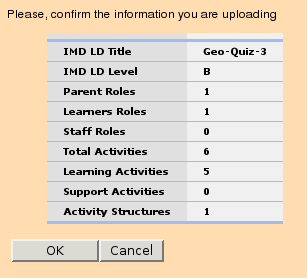 Please, confirm the information you are uploading
IMD LD Title Geo-Quiz-3
IMD LD Level B
Parent Roles 1
Learners Roles 1
Staff Roles 0
Total Activities 6
Learning Activities 5
Support Activities 0
Activity Structures 1
OK Cancel